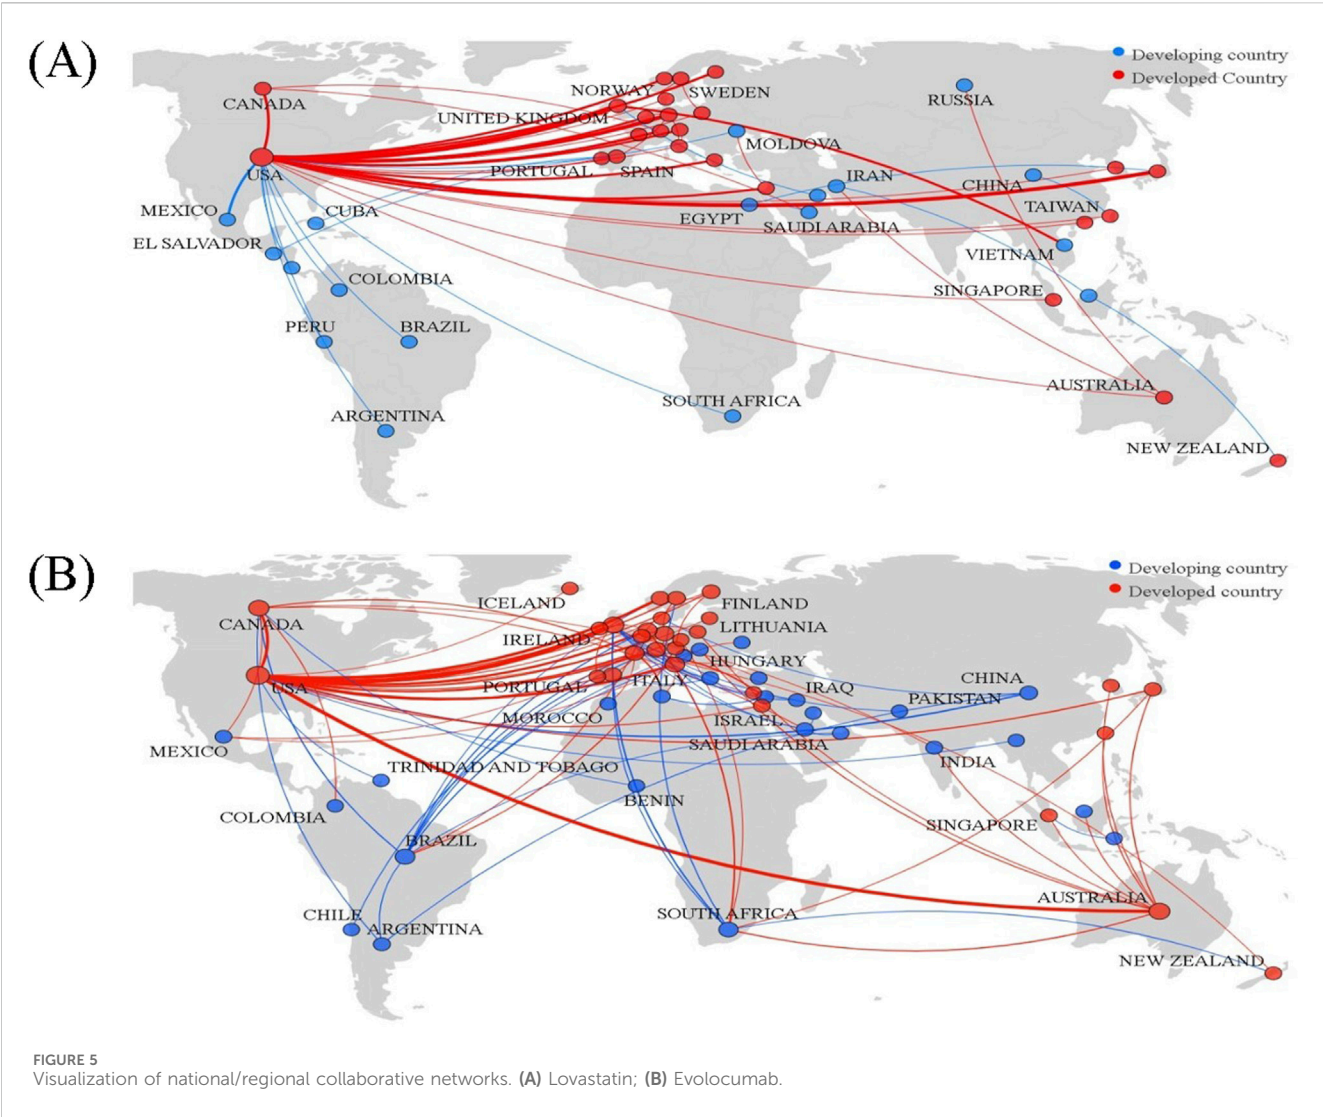 (A)
Developing country
Developed Country
CANADA
NORWAY
SWEDEN
RUSSIA
UNITED KINGDOM
MOLDOVA
USA
PORTUGAL
SPAIN
IRAN
CHINA
MEXICO
CUBA
EGYPT
SAUDI ARABIA
TAIWAN
EL SALVADOR
VIETNAM
COLOMBIA
SINGAPORE
PERU
BRAZIL
AUSTRALIA
SOUTH AFRICA
ARGENTINA
NEW ZEALAND
(B)
Developing country
Developed country
ICELAND
FINLAND
CANADA
IRELAND
LITHUANIA
HUNGARY
USA
PORTUGAL
ITALY
IRAQ
CHINA
PAKISTAN
MOROCCO
ISRAEL
MEXICO
SAUDI ARABIA
INDIA
TRINIDAD AND TOBAGO
BENIN
COLOMBIA
SINGAPORE
BRAZIL
AUSTRALIA
CHILE
ARGENTINA
SOUTH AFRICA
NEW ZEALAND
FIGURE 5
Visualization of national/regional collaborative networks. (A) Lovastatin; (B) Evolocumab.